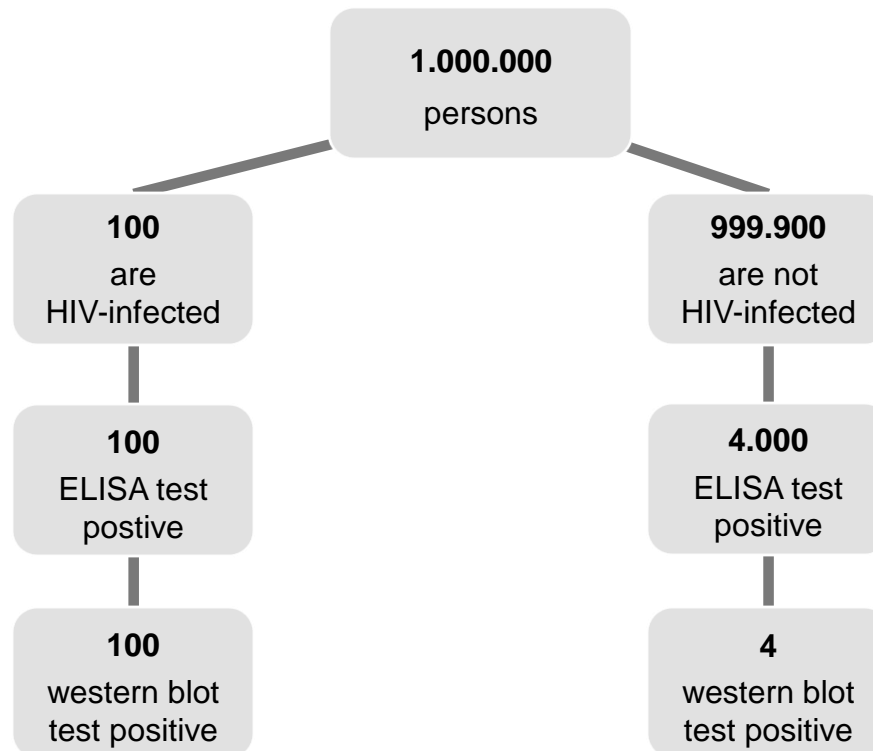 1.000.000
persons
100
are
HIV-infected
999.900
are not
HIV-infected
100
ELISA test
postive
4.000
ELISA test
positive
100
western blot
test positive
4
western blot
test positive